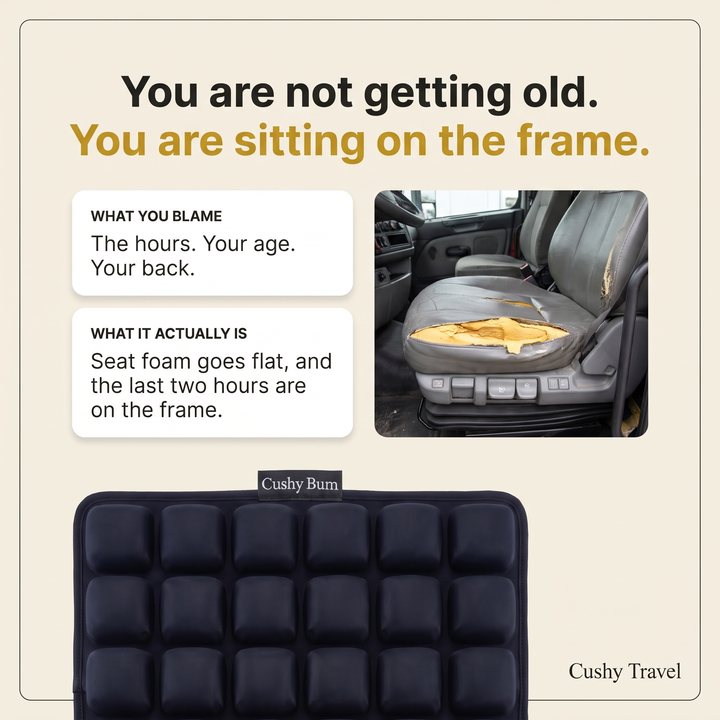 You are not getting old.
You are sitting on the frame.
WHAT YOU BLAME
The hours. Your age.
Your back.
WHAT IT ACTUALLY IS
Seat foam goes flat, and
the last two hours are
on the frame.
Cushy Bum
Cushy Travel